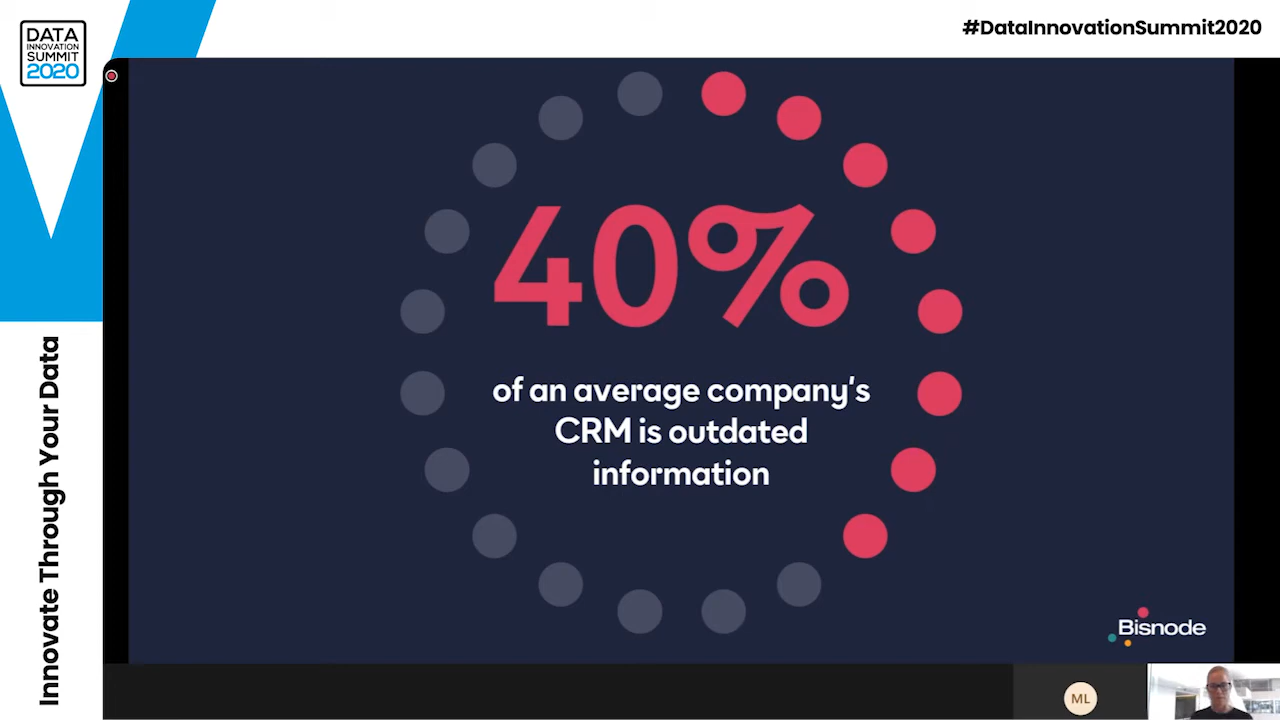 DATA
INNOVATION
SUMMIT
2020
#DataInnovationSummit2020
Innovate Through Your Data
40%
of an average company's
CRM is outdated
information
Bisnode
ML